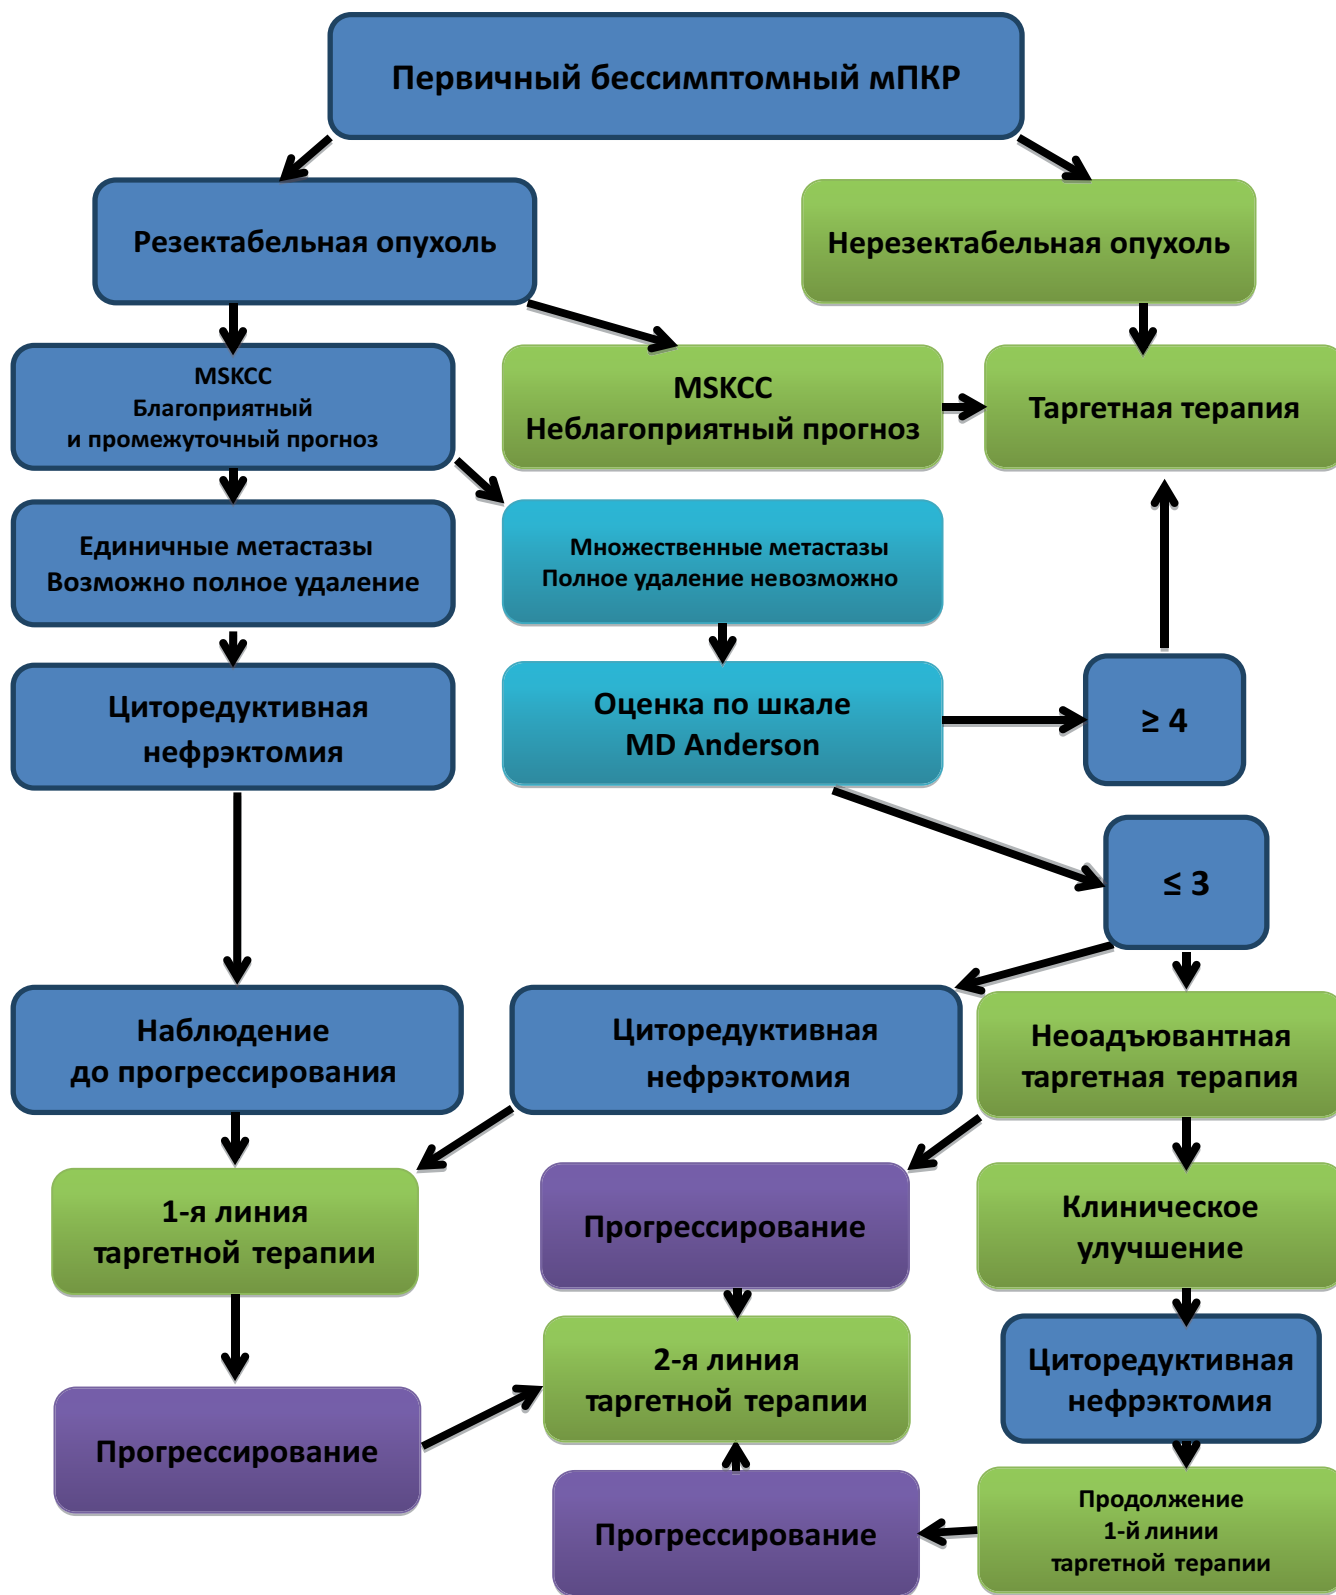 Первичный бессимптомный мПКР
Резектабельная опухоль
Нерезектабельная опухоль
MSKCC
Благоприятный
и промежуточный прогноз
MSKCC
Неблагоприятный прогноз
Таргетная терапия
Единичные метастазы
Возможно полное удаление
Множественные метастазы
Полное удаление невозможно
Циторедуктивная
нефрэктомия
Оценка по шкале
MD Anderson
≥ 4
≤ 3
Наблюдение
до прогрессирования
Циторедуктивная
нефрэктомия
Неоадъювантная
таргетная терапия
1-я линия
таргетной терапии
Прогрессирование
Клиническое
улучшение
Прогрессирование
2-я линия
таргетной терапии
Циторедуктивная
нефрэктомия
Прогрессирование
Продолжение
1-й линии
таргетной терапии